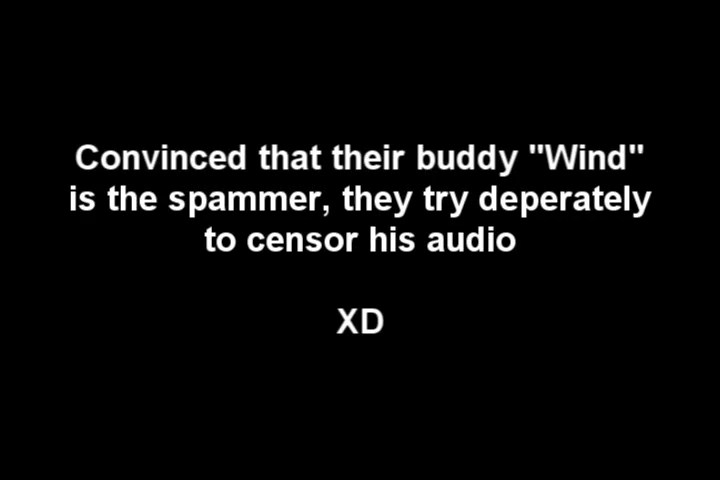 Convinced that their buddy "Wind"
is the spammer, they try deperately
to censor his audio
XD